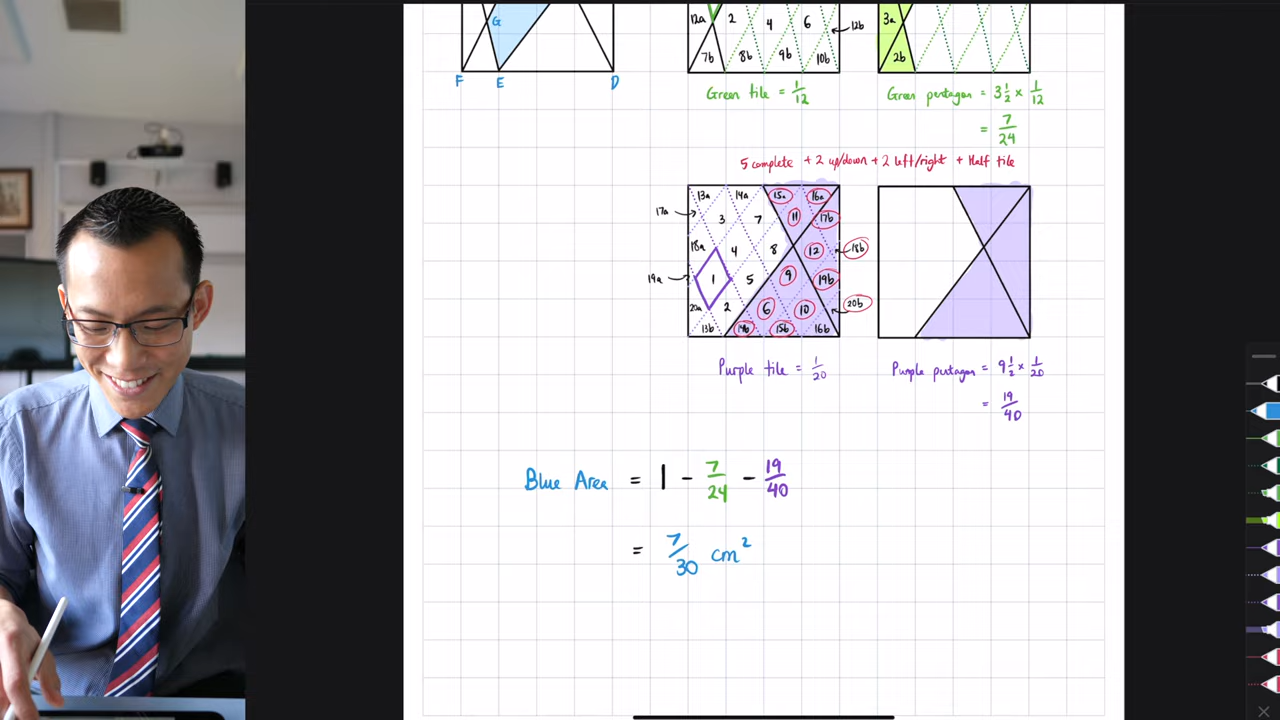 G
F E D
12a 2 4 6 12b
7b 8b 9b 10b
3a
2b
Green tile = 1/12
Green pentagon = 3 1/2 × 1/12
= 7/24
5 complete + 2 up/down + 2 left/right + Half tile
13a 14a 15a 16a
17a 3 7 11 17b
18a 4 8 12 18b
19a 1 5 9 19b
20a 2 6 10 20b
13b 14b 15b 16b
Purple tile = 1/20
Purple pentagon = 9 1/2 × 1/20
= 19/40
Blue Area = 1 - 7/24 - 19/40
= 7/30 cm²